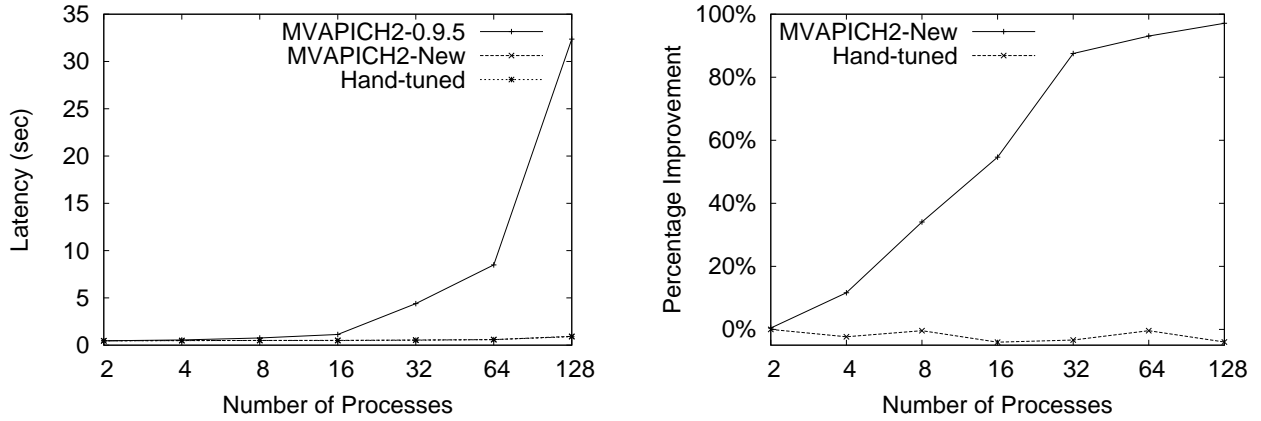 35
30
25
20
15
10
5
0
Latency (sec)
MVAPICH2-0.9.5
MVAPICH2-New
Hand-tuned
2 4 8 16 32 64 128
Number of Processes
100%
80%
60%
40%
20%
0%
Percentage Improvement
MVAPICH2-New
Hand-tuned
2 4 8 16 32 64 128
Number of Processes